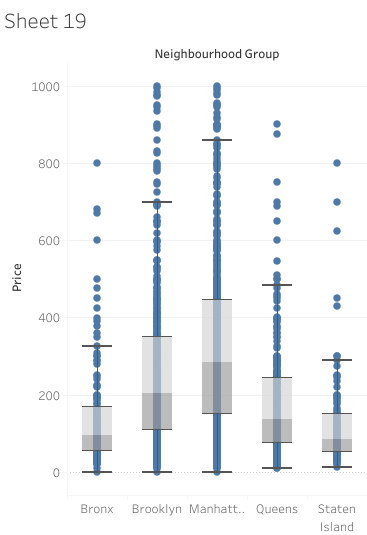 Sheet 19
Neighbourhood Group
1000
800
600
400
200
0
Price
Bronx
Brooklyn
Manhatt..
Queens
Staten
Island